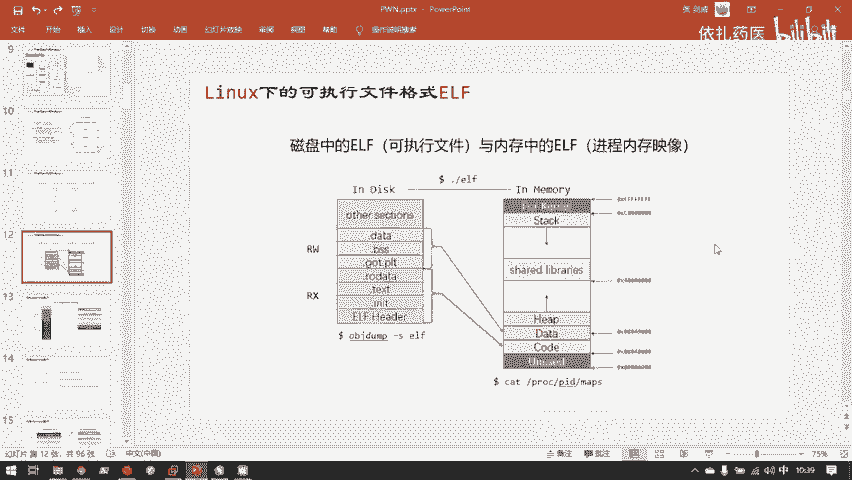 PWN.pptx - PowerPoint
文件 开始 插入 设计 切换 动画 幻灯片放映 审阅 视图 帮助 操作说明搜索
依扎药医 bilibili
9
10
11
12
13
14
15
Linux下的可执行文件格式ELF
磁盘中的ELF（可执行文件）与内存中的ELF（进程内存映像）
$ ./elf
In Disk In Memory
other sections
.data
.bss
.got.plt
.rodata
.text
.init
ELF Header
RW
RX
$ objdump -s elf
Stack
shared libraries
Heap
Data
Code
$ cat /proc/pid/maps
幻灯片 第 12 张，共 96 张 中文(中国)
备注 批注 75%
中 10:39